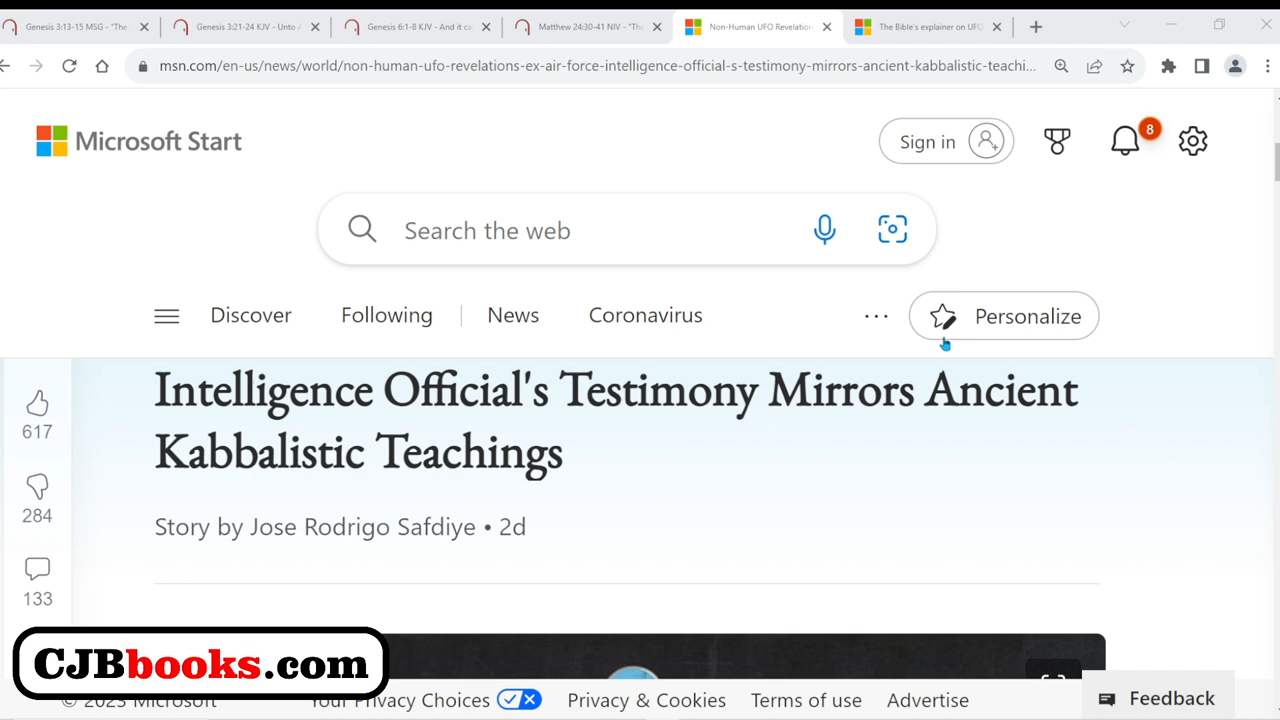 Genesis 3:13-15 MSG - "The
Genesis 3:21-24 KJV - Unto A
Genesis 6:1-8 KJV - And it ca
Matthew 24:30-41 NIV - "The
Non-Human UFO Revelation
The Bible's explainer on UFO
msn.com/en-us/news/world/non-human-ufo-revelations-ex-air-force-intelligence-official-s-testimony-mirrors-ancient-kabbalistic-teachi...
Microsoft Start
Sign in
8
Search the web
Discover
Following
News
Coronavirus
...
Personalize
Intelligence Official's Testimony Mirrors Ancient
Kabbalistic Teachings
617
284
Story by Jose Rodrigo Safdiye • 2d
133
CJBbooks.com
© 2023 Microsoft
Your Privacy Choices
Privacy & Cookies
Terms of use
Advertise
Feedback